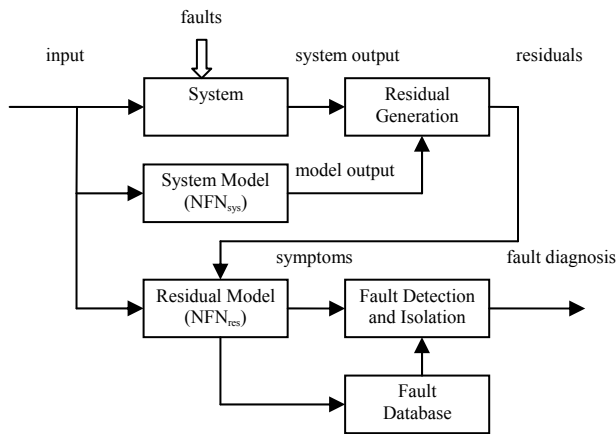 faults
input
system output
residuals
System
Residual
Generation
System Model
(NFNsys)
model output
symptoms
fault diagnosis
Residual Model
(NFNres)
Fault Detection
and Isolation
Fault
Database